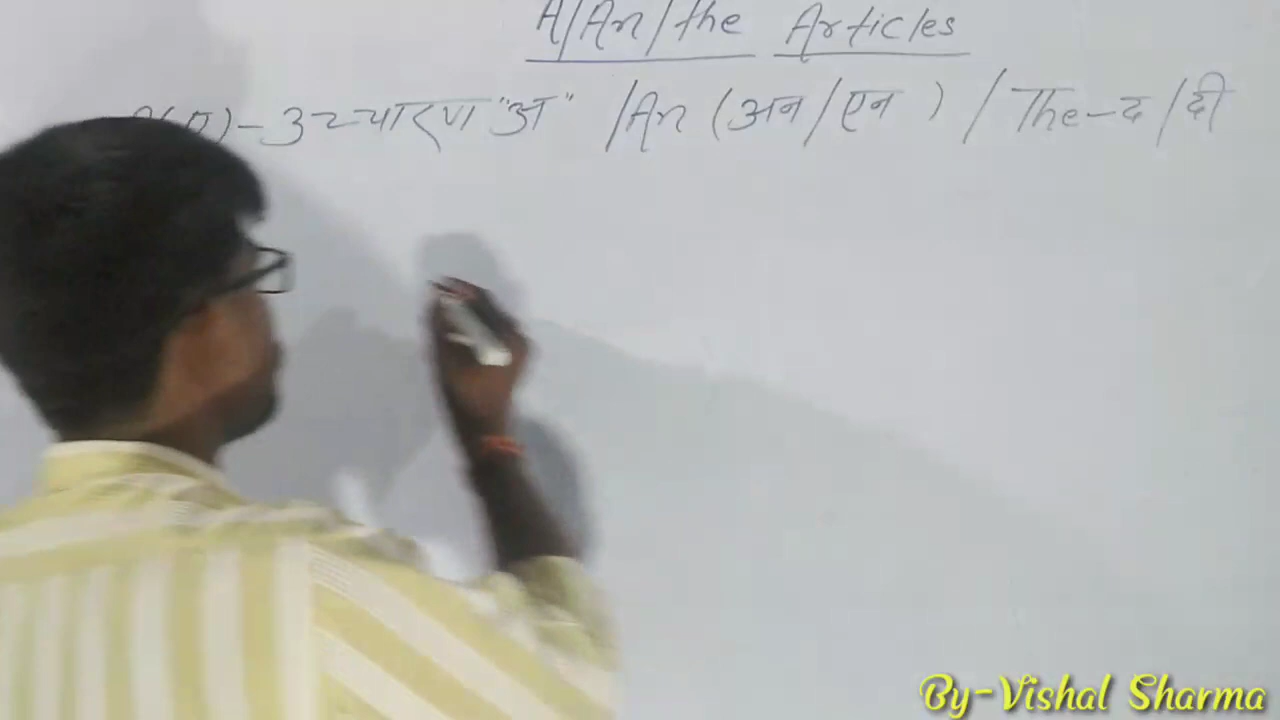 A/An/the Articles
(ए) - उच्चारण "अ" /An (अन/एन) / The - द/दी
By-Vishal Sharma